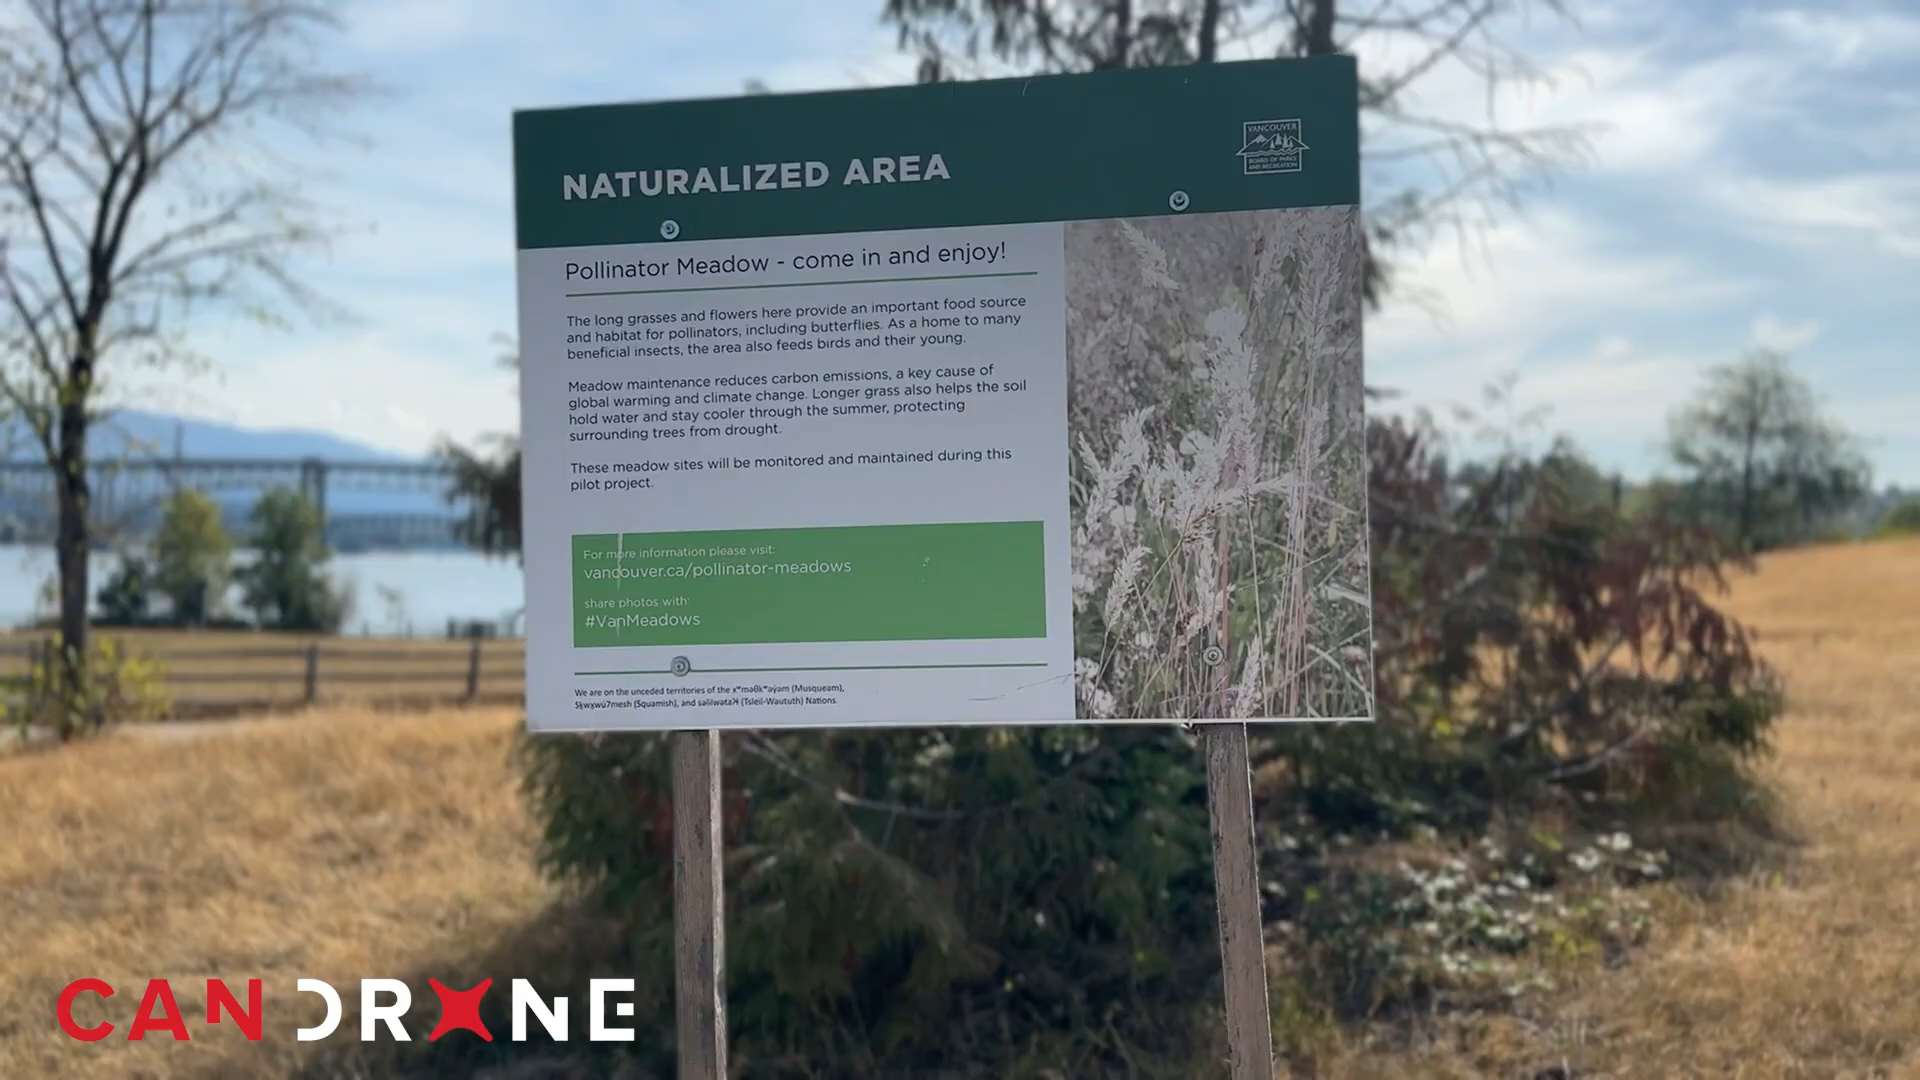 NATURALIZED AREA
VANCOUVER
BOARD OF PARKS
AND RECREATION
Pollinator Meadow - come in and enjoy!
The long grasses and flowers here provide an important food source
and habitat for pollinators, including butterflies. As a home to many
beneficial insects, the area also feeds birds and their young.
Meadow maintenance reduces carbon emissions, a key cause of
global warming and climate change. Longer grass also helps the soil
hold water and stay cooler through the summer, protecting
surrounding trees from drought.
These meadow sites will be monitored and maintained during this
pilot project.
For more information please visit:
vancouver.ca/pollinator-meadows
share photos with:
#VanMeadows
We are on the unceded territories of the xʷməθkʷəy̓əm (Musqueam),
Sḵwx̱wú7mesh (Squamish), and səlilwətaɬ (Tsleil-Waututh) Nations.
CANDRONE